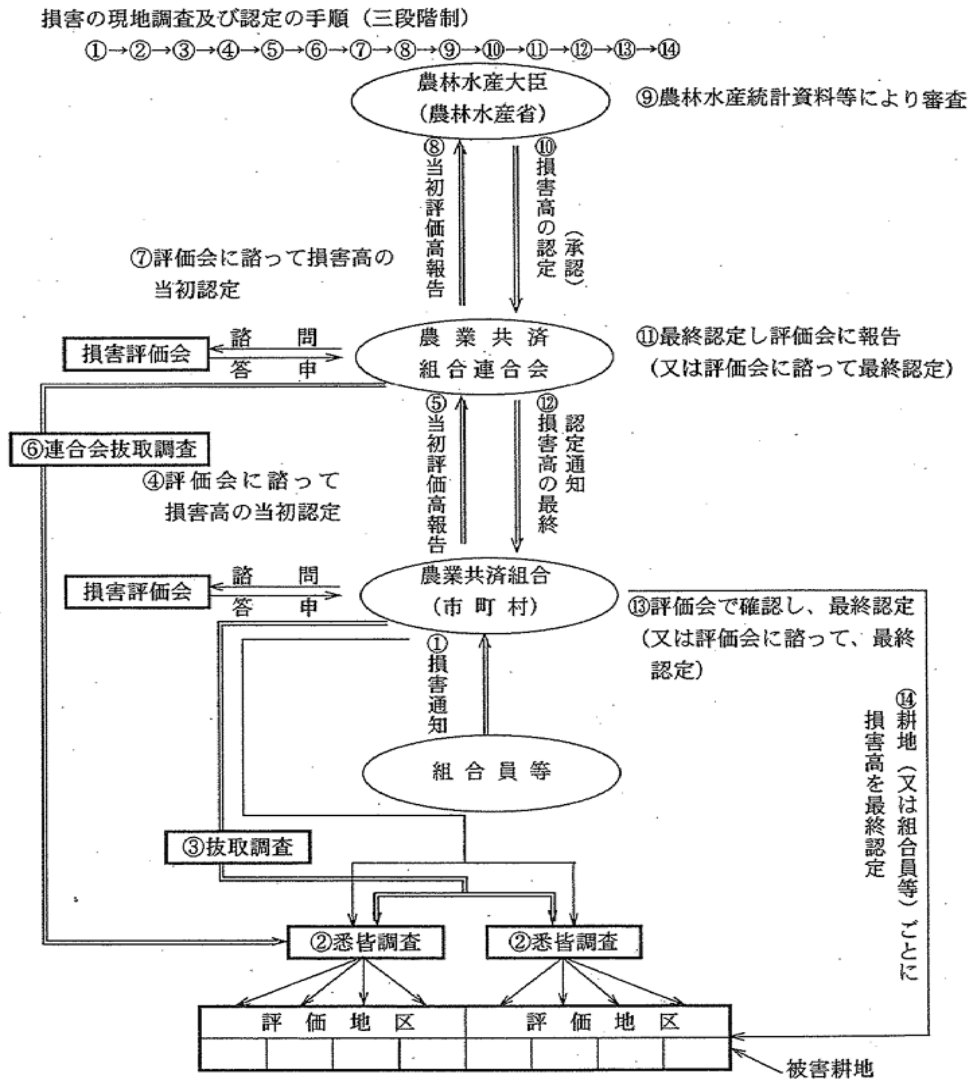 損害の現地調査及び認定の手順（三段階制）
①→②→③→④→⑤→⑥→⑦→⑧→⑨→⑩→⑪→⑫→⑬→⑭
農林水産大臣
（農林水産省）
⑨農林水産統計資料等により審査
⑧当初評価高報告
⑩損害高の認定
（承認）
⑦評価会に諮って損害高の
当初認定
損害評価会
諮問
答申
農業共済
組合連合会
⑪最終認定し評価会に報告
（又は評価会に諮って最終認定）
⑥連合会抜取調査
⑤当初評価高報告
⑫損害高の最終
認定通知
④評価会に諮って
損害高の当初認定
損害評価会
諮問
答申
農業共済組合
（市町村）
⑬評価会で確認し、最終認定
（又は評価会に諮って、最終
認定）
①損害通知
組合員等
⑭耕地（又は組合員等）ごとに
損害高を最終認定
③抜取調査
②悉皆調査
②悉皆調査
評価地区
評価地区
被害耕地